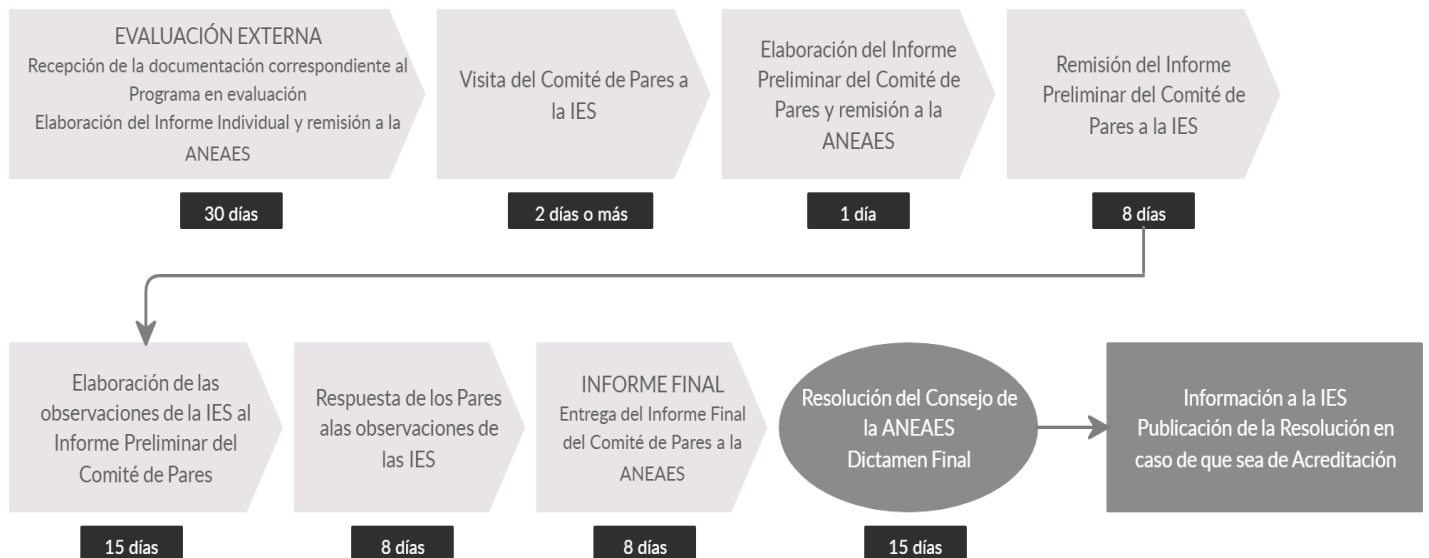 EVALUACIÓN EXTERNA
Recepción de la documentación correspondiente al
Programa en evaluación
Elaboración del Informe Individual y remisión a la
ANEAES
30 días
Visita del Comité de Pares a
la IES
2 días o más
Elaboración del Informe
Preliminar del Comité de
Pares y remisión a la
ANEAES
1 día
Remisión del Informe
Preliminar del Comité de
Pares a la IES
8 días
Elaboración de las
observaciones de la IES al
Informe Preliminar del
Comité de Pares
15 días
Respuesta de los Pares
alas observaciones de
las IES
8 días
INFORME FINAL
Entrega del Informe Final
del Comité de Pares a la
ANEAES
8 días
Resolución del Consejo de
la ANEAES
Dictamen Final
15 días
Información a la IES
Publicación de la Resolución en
caso de que sea de Acreditación